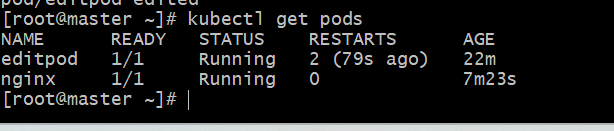 pod/editpod edited
[root@master ~]# kubectl get pods
NAME READY STATUS RESTARTS AGE
editpod 1/1 Running 2 (79s ago) 22m
nginx 1/1 Running 0 7m23s
[root@master ~]#